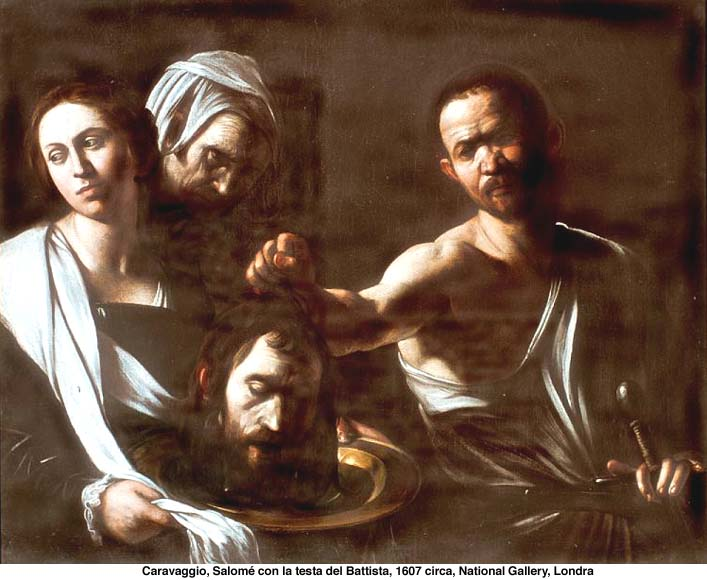 Caravaggio, Salomé con la testa del Battista, 1607 circa, National Gallery, Londra